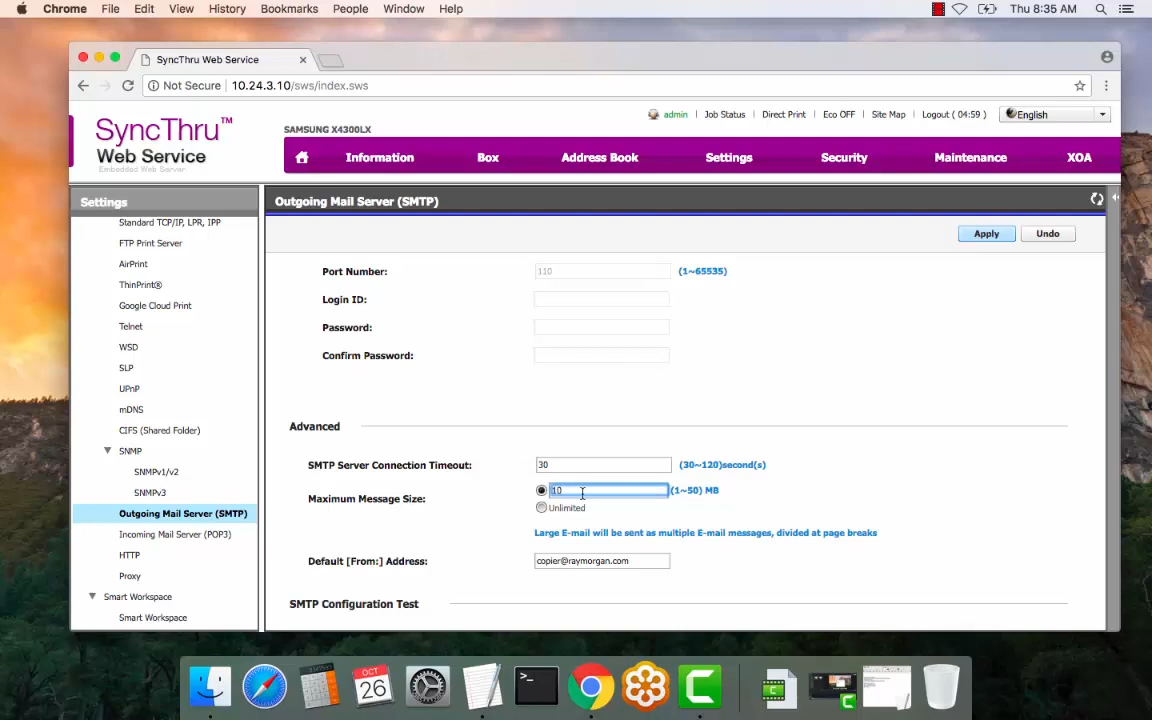 Chrome File Edit View History Bookmarks People Window Help Thu 8:35 AM
SyncThru Web Service
Not Secure 10.24.3.10/sws/index.sws
SyncThru™
Web Service
Embedded Web Server
SAMSUNG X4300LX
admin Job Status Direct Print Eco OFF Site Map Logout ( 04:59 ) English
Information Box Address Book Settings Security Maintenance XOA
Settings
Standard TCP/IP, LPR, IPP
FTP Print Server
AirPrint
ThinPrint®
Google Cloud Print
Telnet
WSD
SLP
UPnP
mDNS
CIFS (Shared Folder)
SNMP
SNMPv1/v2
SNMPv3
Outgoing Mail Server (SMTP)
Incoming Mail Server (POP3)
HTTP
Proxy
Smart Workspace
Smart Workspace
Outgoing Mail Server (SMTP)
Apply Undo
Port Number: 110 (1~65535)
Login ID:
Password:
Confirm Password:
Advanced
SMTP Server Connection Timeout: 30 (30~120)second(s)
Maximum Message Size: 10 (1~50) MB
Unlimited
Large E-mail will be sent as multiple E-mail messages, divided at page breaks
Default [From:] Address: copier@raymorgan.com
SMTP Configuration Test
OCT
26
>_